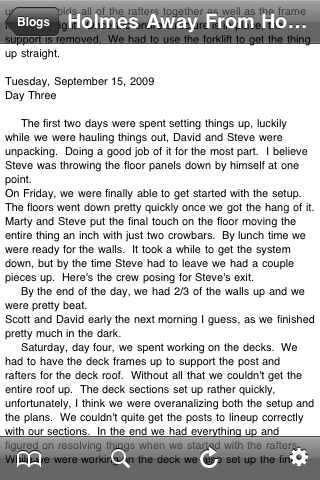 Blogs
Holmes Away From Ho...
support is removed.  We had to use the forklift to get the thing
up straight.
Tuesday, September 15, 2009
Day Three
The first two days were spent setting things up, luckily
while we were hauling things out, David and Steve were
unpacking.  Doing a good job of it for the most part.  I believe
Steve was throwing the floor panels down by himself at one
point.
On Friday, we were finally able to get started with the setup.
The floors went down pretty quickly once we got the hang of it.
Marty and Steve put the final touch on the floor moving the
entire thing an inch with just two crowbars.  By lunch time we
were ready for the walls.  It took a while to get the system
down, but by the time Steve had to leave we had a couple
pieces up.  Here's the crew posing for Steve's exit.
By the end of the day, we had 2/3 of the walls up and we
were pretty beat.
Scott and David early the next morning I guess, as we finished
pretty much in the dark.
Saturday, day four, we spent working on the decks.  We
had to have the deck frames up to support the post and
rafters for the deck roof.  Without all that we couldn't get the
entire roof up.  The deck sections set up rather quickly,
unfortunately, I think we were overanalizing both the setup and
the plans.  We couldn't quite get the posts to lineup correctly
with our sections.  In the end we had everything up and
figured on resolving things when we started with the rafters.
While we were working on the deck we also set up the fin